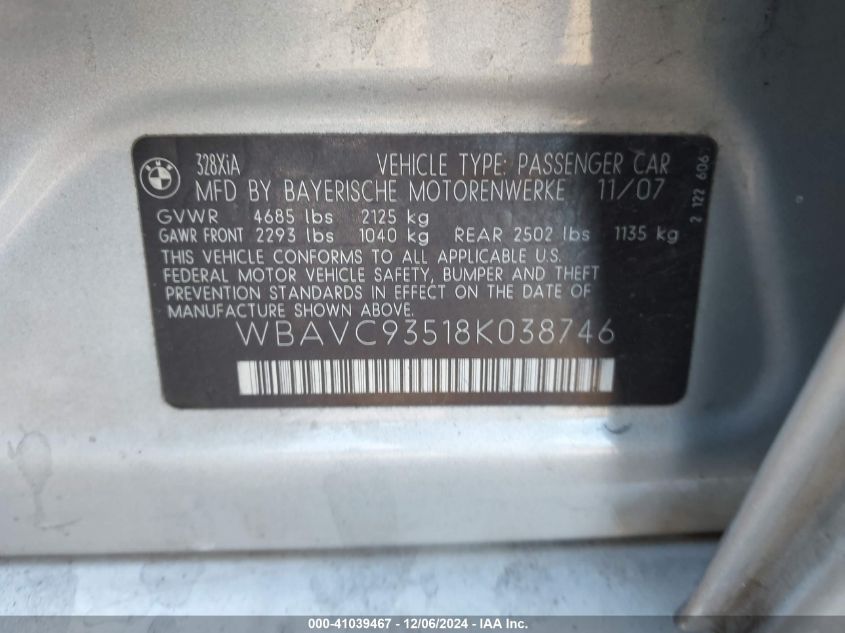 BMW
328XiA VEHICLE TYPE: PASSENGER CAR
MFD BY BAYERISCHE MOTORENWERKE 11/07
GVWR 4685 lbs 2125 kg
GAWR FRONT 2293 lbs 1040 kg REAR 2502 lbs 1135 kg
THIS VEHICLE CONFORMS TO ALL APPLICABLE U.S.
FEDERAL MOTOR VEHICLE SAFETY, BUMPER AND THEFT
PREVENTION STANDARDS IN EFFECT ON THE DATE OF
MANUFACTURE SHOWN ABOVE.
WBAVC93518K038746
2 122 606
000-41039467 - 12/06/2024 - IAA Inc.